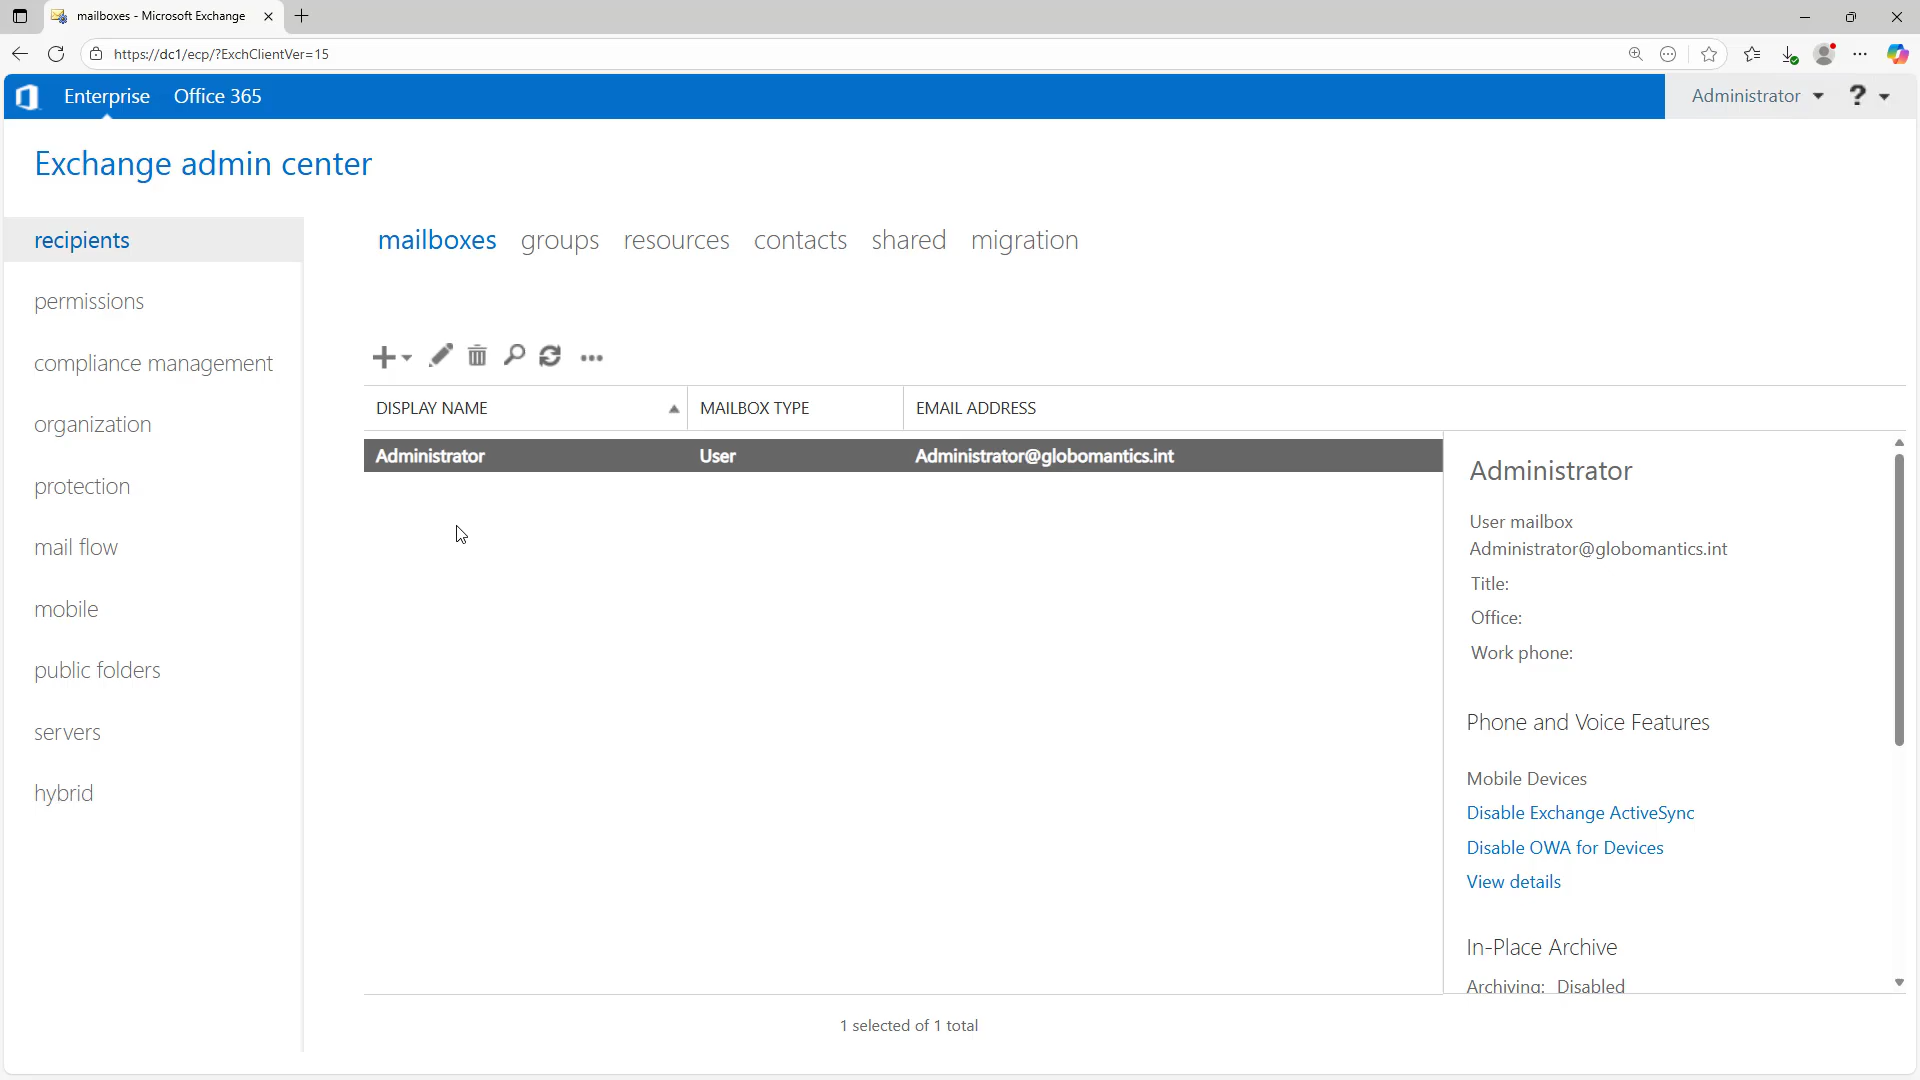 mailboxes - Microsoft Exchange
https://dc1/ecp/?ExchClientVer=15
Enterprise Office 365
Administrator ?
Exchange admin center
recipients
permissions
compliance management
organization
protection
mail flow
mobile
public folders
servers
hybrid
mailboxes groups resources contacts shared migration
DISPLAY NAME MAILBOX TYPE EMAIL ADDRESS
Administrator User Administrator@globomantics.int
Administrator
User mailbox
Administrator@globomantics.int
Title:
Office:
Work phone:
Phone and Voice Features
Mobile Devices
Disable Exchange ActiveSync
Disable OWA for Devices
View details
In-Place Archive
Archiving: Disabled
1 selected of 1 total